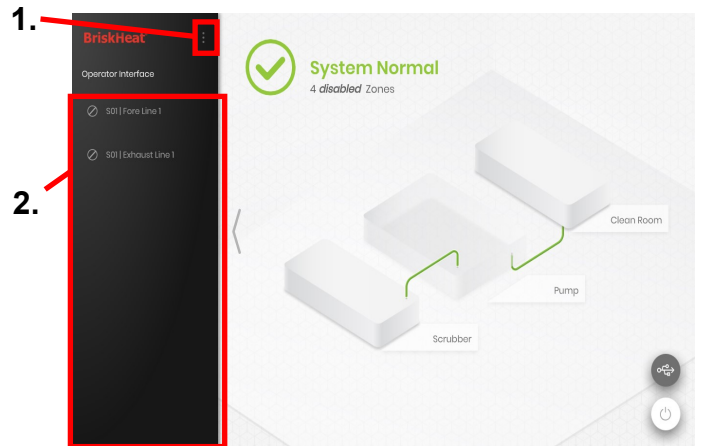 1.
BriskHeat
Operator Interface
S01 | Fore Line 1
S01 | Exhaust Line 1
2.
System Normal
4 disabled Zones
Clean Room
Pump
Scrubber